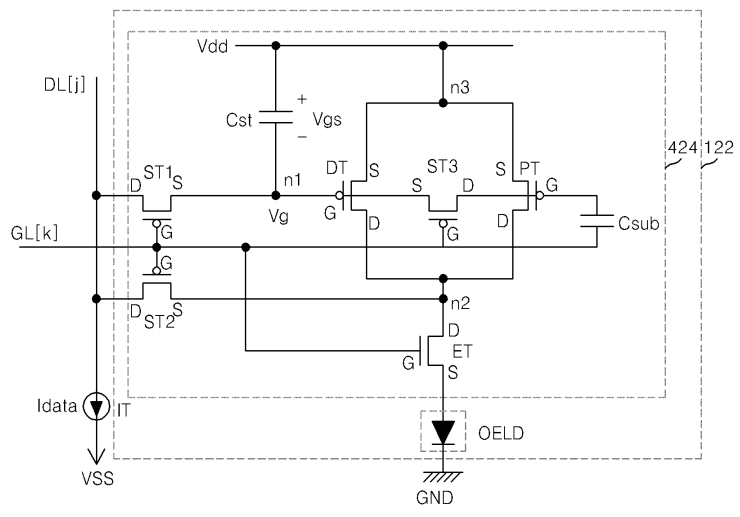 Vdd
DL[j]
n3
+
Cst
Vgs
−
424
122
ST1
D
S
n1
DT
S
ST3
S
PT
S
D
G
G
Vg
G
D
G
D
Csub
GL[k]
G
D
S
ST2
n2
D
ET
G
S
Idata
IT
OELD
VSS
GND